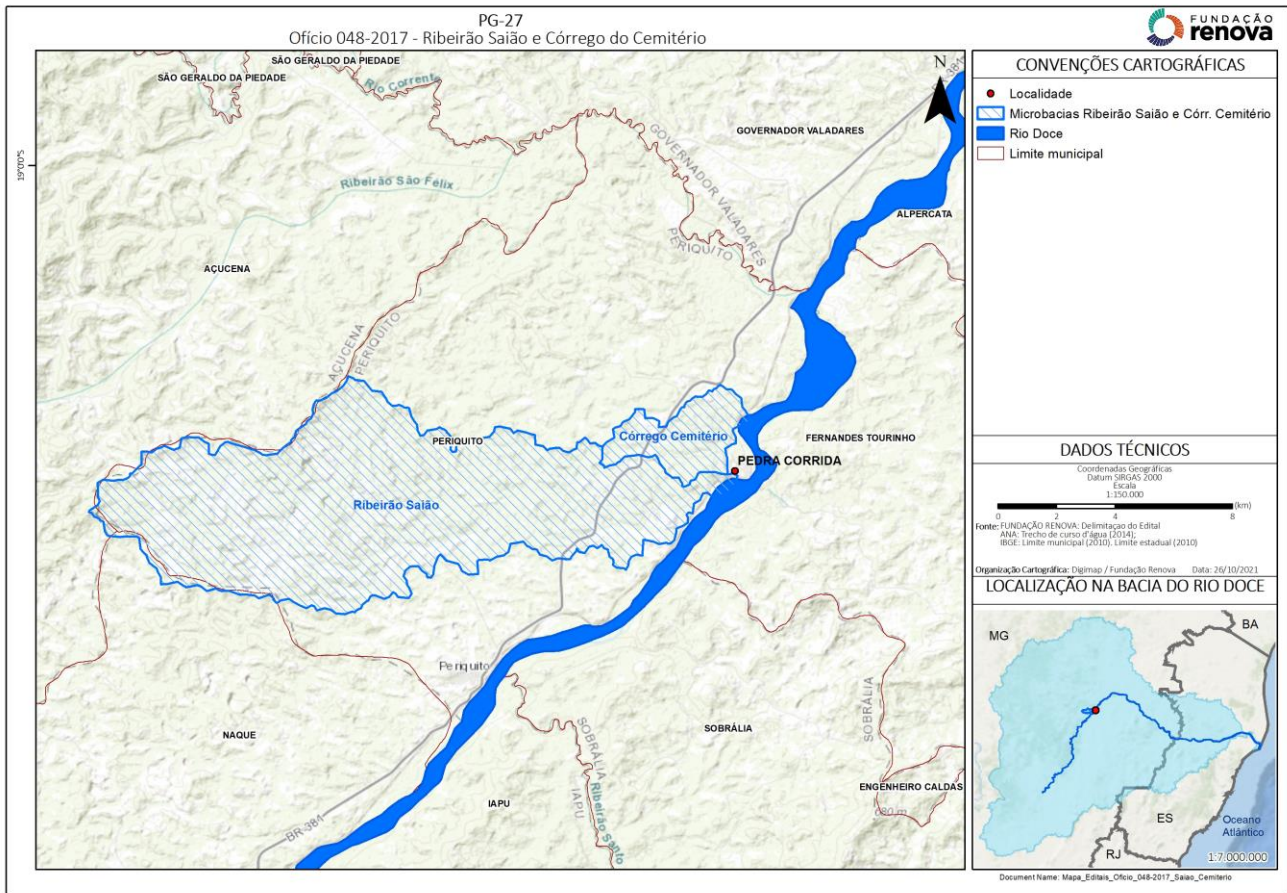 PG-27
Ofício 048-2017 - Ribeirão Saião e Córrego do Cemitério
FUNDAÇÃO
renova
SÃO GERALDO DA PIEDADE
SÃO GERALDO DA PIEDADE
Rio Corrente
N
381
GOVERNADOR VALADARES
GOVERNADOR VALADARES
PERIQUITO
19°0'0"S
Ribeirão São Felix
ALPERCATA
AÇUCENA
AÇUCENA
PERIQUITO
PERIQUITO
Córrego Cemitério
FERNANDES TOURINHO
PEDRA CORRIDA
Ribeirão Saião
Periquito
NAQUE
SOBRÁLIA
IAPU
Ribeirão Santo
SOBRÁLIA
SOBRÁLIA
ENGENHEIRO CALDAS
680 m
IAPU
BR 381
CONVENÇÕES CARTOGRÁFICAS
Localidade
Microbacias Ribeirão Saião e Córr. Cemitério
Rio Doce
Limite municipal
DADOS TÉCNICOS
Coordenadas Geográficas
Datum SIRGAS 2000
Escala
1:150.000
(km)
0 2 4 8
Fonte: FUNDAÇÃO RENOVA: Delimitaçao do Edital
ANA: Trecho de curso d'água (2014);
IBGE: Limite municipal (2010). Limite estadual (2010)
Organização Cartográfica: Digimap / Fundação Renova Data: 26/10/2021
LOCALIZAÇÃO NA BACIA DO RIO DOCE
MG
BA
ES
RJ
Oceano
Atlântico
1:7.000.000
Document Name: Mapa_Editais_Oficio_048-2017_Saiao_Cemiterio